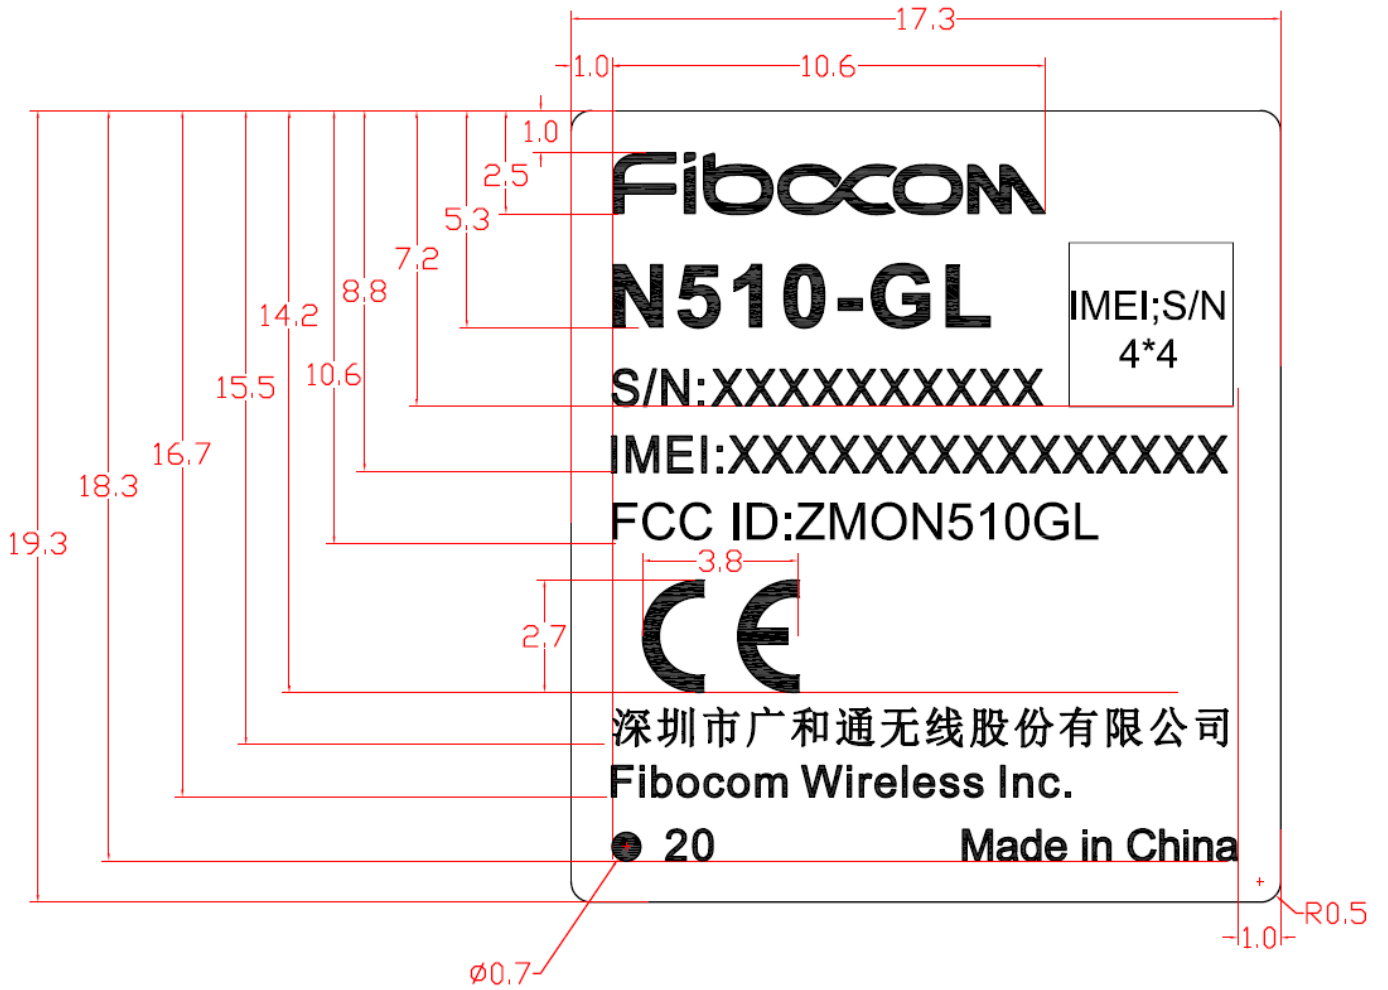 17.3
1.0 10.6
1.0
Fibocom
2.5
5.3
7.2
N510-GL
8.8
IMEI;S/N
14.2
4*4
10.6
15.5
S/N:XXXXXXXXXX
16.7
IMEI:XXXXXXXXXXXXXXX
18.3
FCC ID:ZMON510GL
19.3
3.8
CE
2.7
深圳市广和通无线股份有限公司
Fibocom Wireless Inc.
20 Made in China
R0.5
1.0
Ø0.7